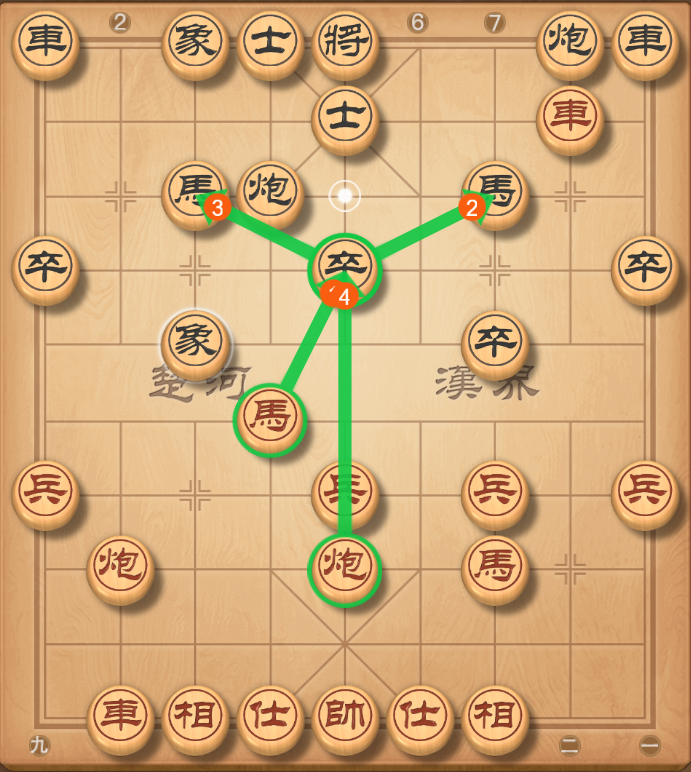 2 6 7
車 象 士 將 炮 車
士 車
馬 3 炮 2 馬
卒 卒 卒
4
象 卒
楚河 漢界
馬
兵 兵 兵 兵
炮 炮 馬
車 相 仕 帥 仕 相
九 二 一